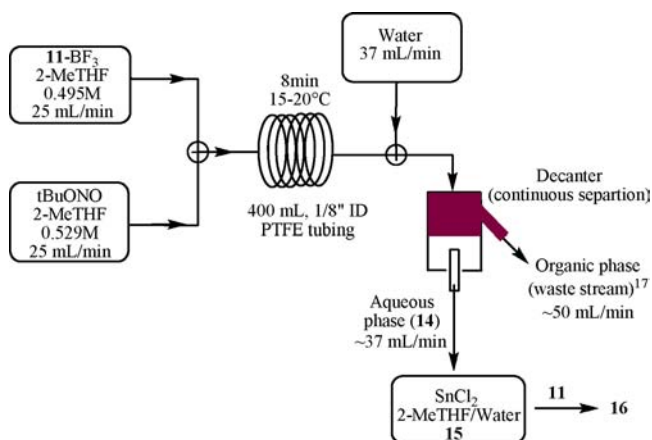 11-BF3
2-MeTHF
0.495M
25 mL/min
tBuONO
2-MeTHF
0.529M
25 mL/min
8min
15-20°C
400 mL, 1/8" ID
PTFE tubing
Water
37 mL/min
Decanter
(continuous separtion)
Organic phase
(waste stream)17
~50 mL/min
Aqueous
phase (14)
~37 mL/min
SnCl2
2-MeTHF/Water
15
11
16